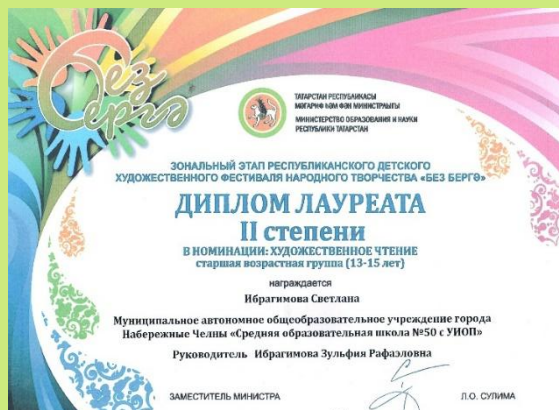 Без
Бергә
ТАТАРСТАН РЕСПУБЛИКАСЫ
МӘГАРИФ ҺӘМ ФӘН МИНИСТРЛЫГЫ
МИНИСТЕРСТВО ОБРАЗОВАНИЯ И НАУКИ
РЕСПУБЛИКИ ТАТАРСТАН
ЗОНАЛЬНЫЙ ЭТАП РЕСПУБЛИКАНСКОГО ДЕТСКОГО
ХУДОЖЕСТВЕННОГО ФЕСТИВАЛЯ НАРОДНОГО ТВОРЧЕСТВА «БЕЗ БЕРГӘ»
ДИПЛОМ ЛАУРЕАТА
II степени
В НОМИНАЦИИ: ХУДОЖЕСТВЕННОЕ ЧТЕНИЕ
старшая возрастная группа (13-15 лет)
награждается
Ибрагимова Светлана
Муниципальное автономное общеобразовательное учреждение города
Набережные Челны «Средняя образовательная школа №50 с УИОП»
Руководитель Ибрагимова Зульфия Рафаэловна
ЗАМЕСТИТЕЛЬ МИНИСТРА Л.О. СУЛИМА